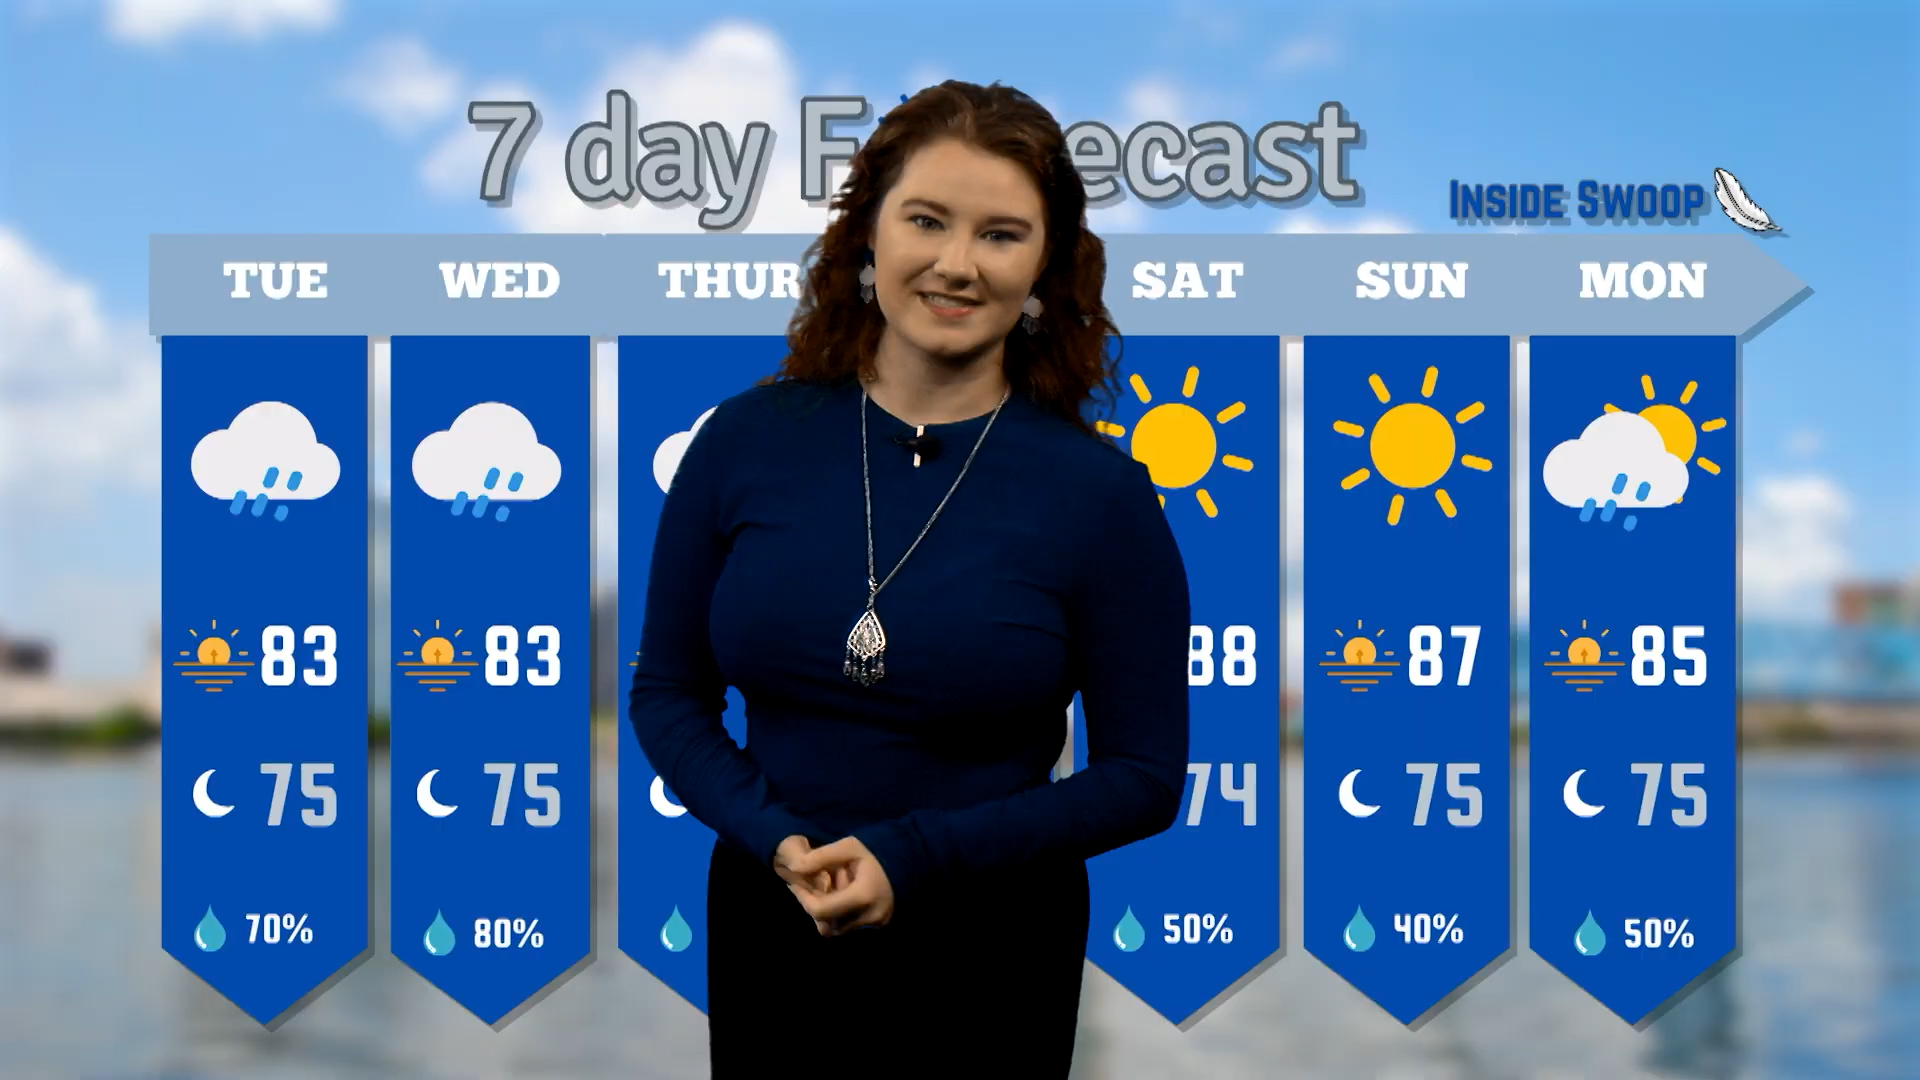 7 day F ecast
INSIDE SWOOP
TUE WED THUR SAT SUN MON
83 83 88 87 85
75 75 74 75 75
70% 80% 50% 40% 50%